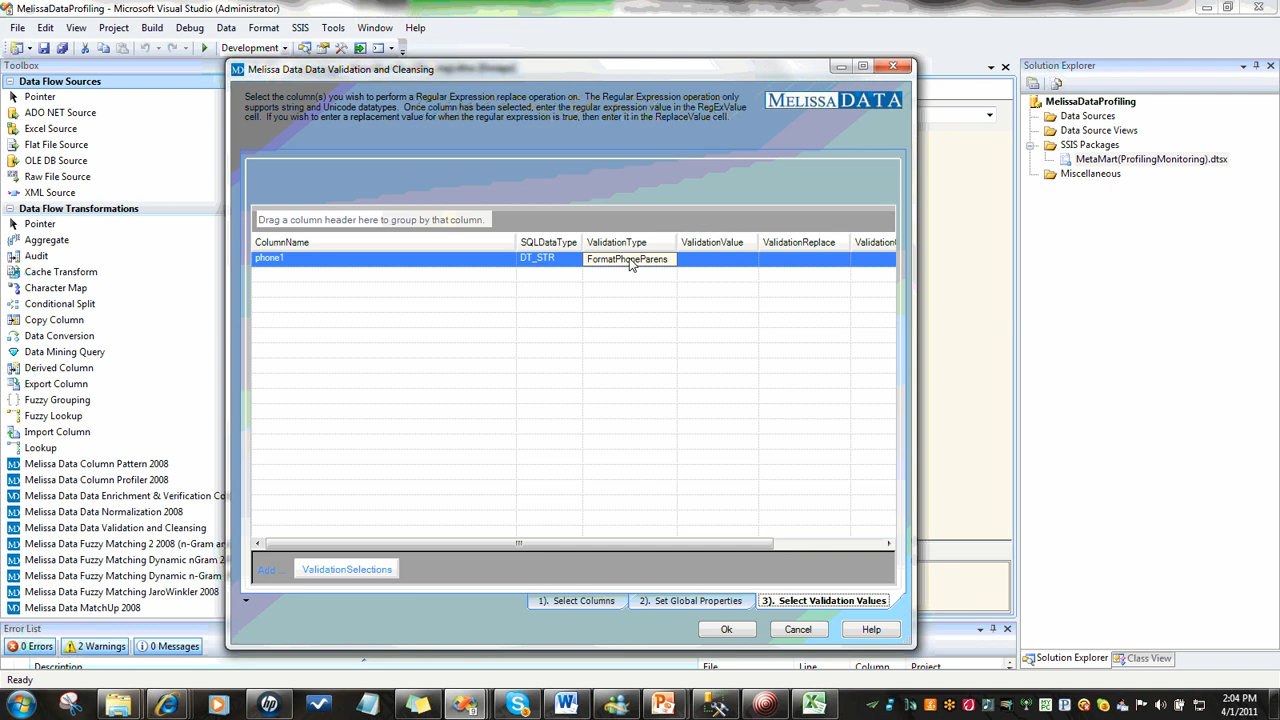 MelissaDataProfiling - Microsoft Visual Studio (Administrator)
File Edit View Project Build Debug Data Format SSIS Tools Window Help
Development
Toolbox
Data Flow Sources
Pointer
ADO NET Source
Excel Source
Flat File Source
OLE DB Source
Raw File Source
XML Source
Data Flow Transformations
Pointer
Aggregate
Audit
Cache Transform
Character Map
Conditional Split
Copy Column
Data Conversion
Data Mining Query
Derived Column
Export Column
Fuzzy Grouping
Fuzzy Lookup
Import Column
Lookup
Melissa Data Column Pattern 2008
Melissa Data Column Profiler 2008
Melissa Data Data Enrichment & Verification Co
Melissa Data Data Normalization 2008
Melissa Data Data Validation and Cleansing
Melissa Data Fuzzy Matching 2 2008 (n-Gram an
Melissa Data Fuzzy Matching Dynamic nGram 2
Melissa Data Fuzzy Matching Dynamic n-Gram
Melissa Data Fuzzy Matching JaroWinkler 2008
Melissa Data MatchUp 2008
Melissa Data Data Validation and Cleansing
Select the column(s) you wish to perform a Regular Expression replace operation on. The Regular Expression operation only
supports string and Unicode datatypes. Once column has been selected, enter the regular expression value in the RegExValue
cell. If you wish to enter a replacement value for when the regular expression is true, then enter it in the ReplaceValue cell.
MELISSA DATA
Drag a column header here to group by that column.
ColumnName SQLDataType ValidationType ValidationValue ValidationReplace Validation
phone1 DT_STR FormatPhoneParens
Add ... ValidationSelections
1). Select Columns 2). Set Global Properties 3). Select Validation Values
Ok Cancel Help
Solution Explorer
MelissaDataProfiling
Data Sources
Data Source Views
SSIS Packages
MetaMart(ProfilingMonitoring).dtsx
Miscellaneous
Solution Explorer Class View
Error List
0 Errors 2 Warnings 0 Messages
Description File Line Column Project
Ready
2:04 PM
4/1/2011